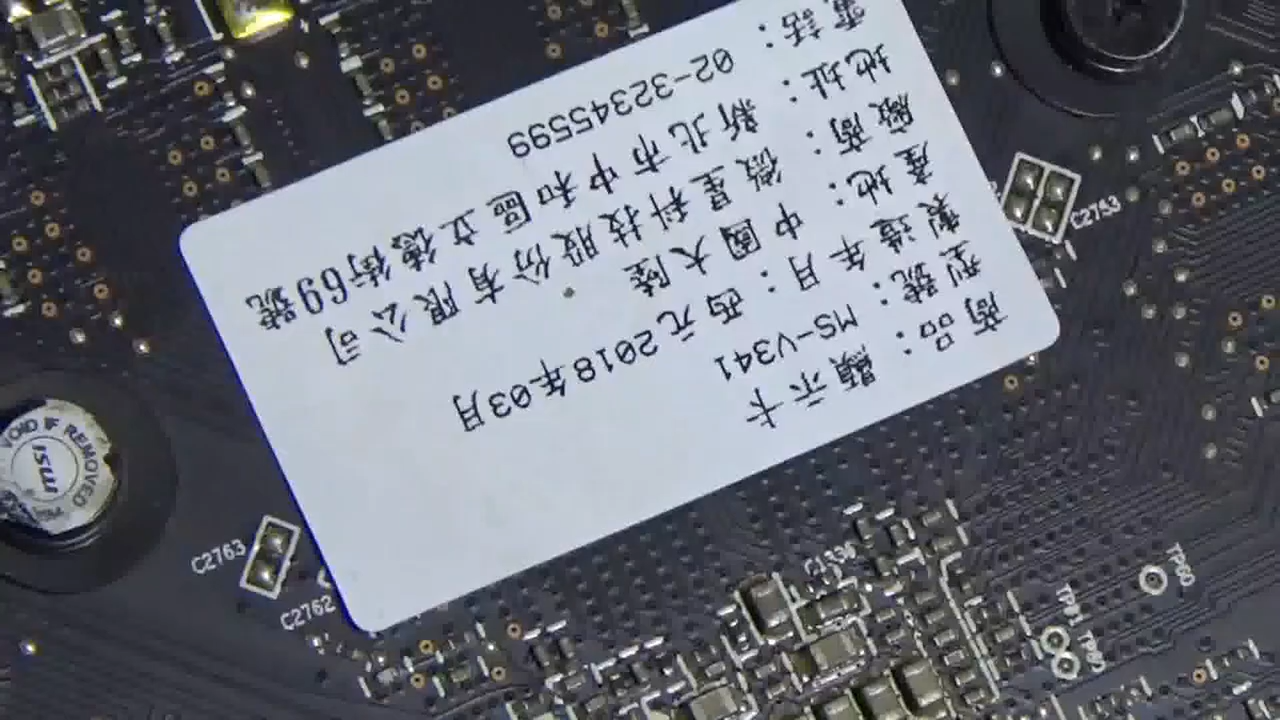 商品：顯示卡
型號：MS-V341
製造年月：西元2018年03月
產地：中國大陸
廠商：微星科技股份有限公司
地址：新北市中和區立德街69號
電話：02-32345599
VOID IF REMOVED
msi
C2753
C2763
C2762
TP60
TP61